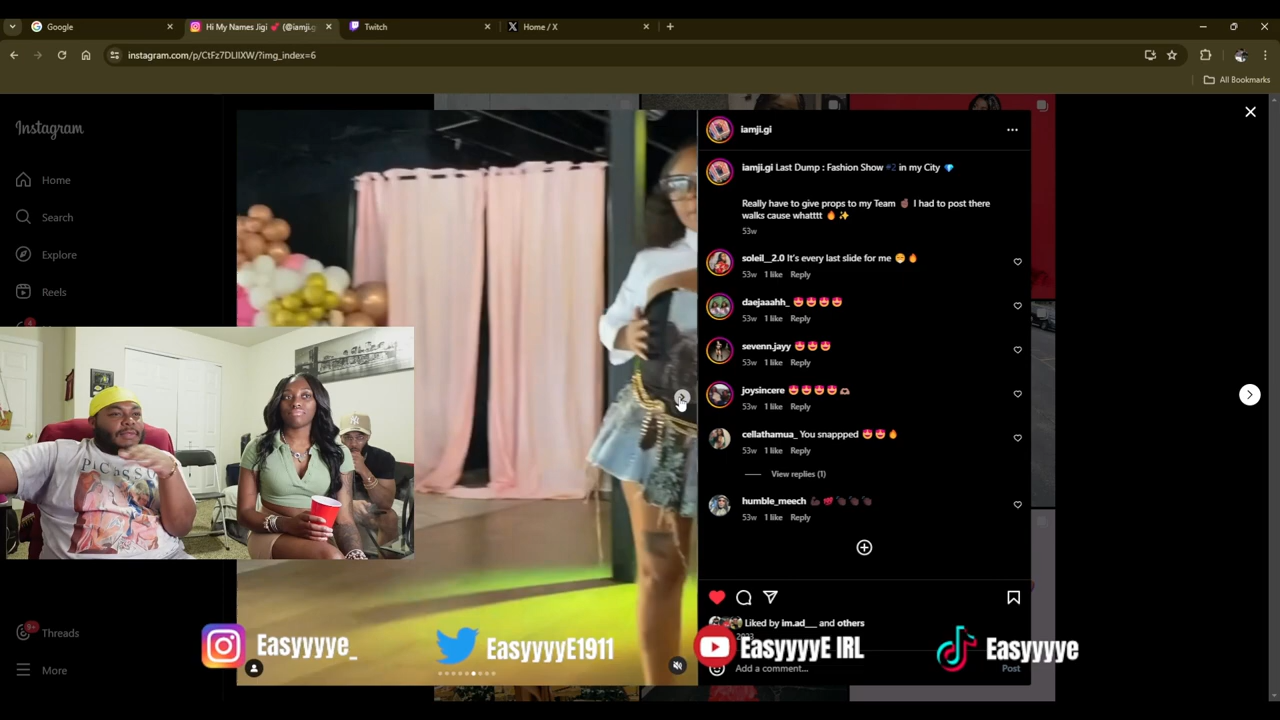 Google
Hi My Names Jigi 💕 (@iamji.g
Twitch
Home / X
instagram.com/p/CtFz7DLlIXW/?img_index=6
All Bookmarks
Instagram
Home
Search
Explore
Reels
Threads
9+
More
iamji.gi
iamji.gi Last Dump : Fashion Show #2 in my City 💎
Really have to give props to my Team I had to post there
walks cause whatttt 🔥 ✨
53w
soleil__2.0 It's every last slide for me 😁 🔥
53w 1 like Reply
daejaaahh_ 😍😍😍😍
53w 1 like Reply
sevenn.jayy 😍😍😍
53w 1 like Reply
joysincere 😍😍😍😍🫶🏾
53w 1 like Reply
cellathamua_ You snappped 😍😍🔥
53w 1 like Reply
View replies (1)
humble_meech
53w 1 like Reply
Liked by im.ad___ and others
Add a comment...
Post
PiCaSSO
Easyyyye_
EasyyyyE1911
EasyyyyE IRL
Easyyyye